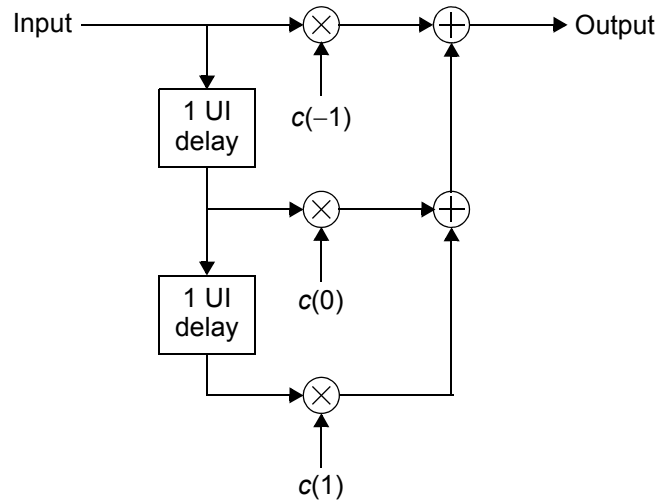 Input
Output
1 UI
delay
c(−1)
1 UI
delay
c(0)
c(1)